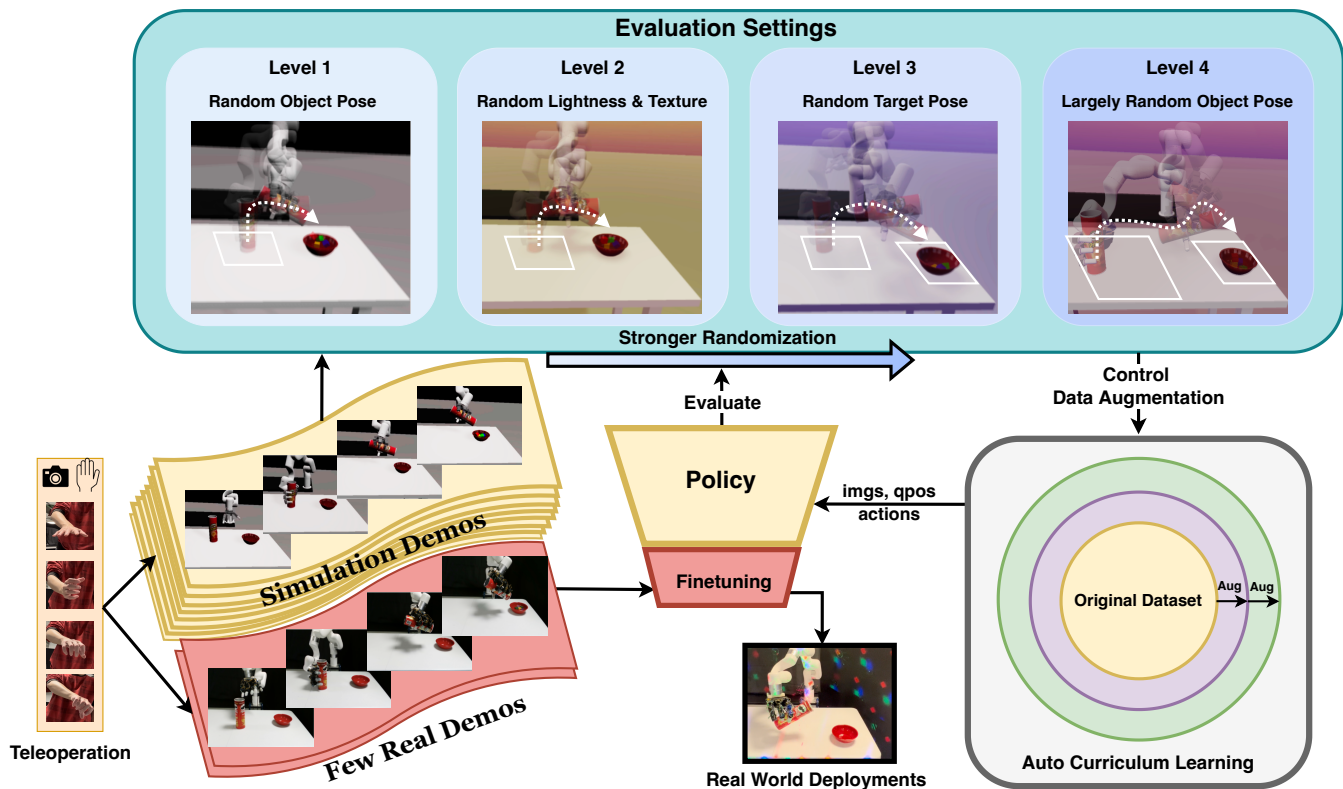 Evaluation Settings
Level 1
Random Object Pose
Level 2
Random Lightness & Texture
Level 3
Random Target Pose
Level 4
Largely Random Object Pose
Stronger Randomization
Evaluate
Control
Data Augmentation
Policy
Finetuning
imgs, qpos
actions
Original Dataset
Aug
Aug
Auto Curriculum Learning
Simulation Demos
Few Real Demos
Teleoperation
Real World Deployments